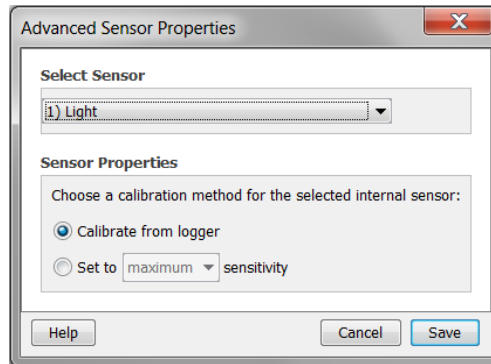 Advanced Sensor Properties
X
Select Sensor
1) Light
Sensor Properties
Choose a calibration method for the selected internal sensor:
Calibrate from logger
Set to maximum sensitivity
Help Cancel Save